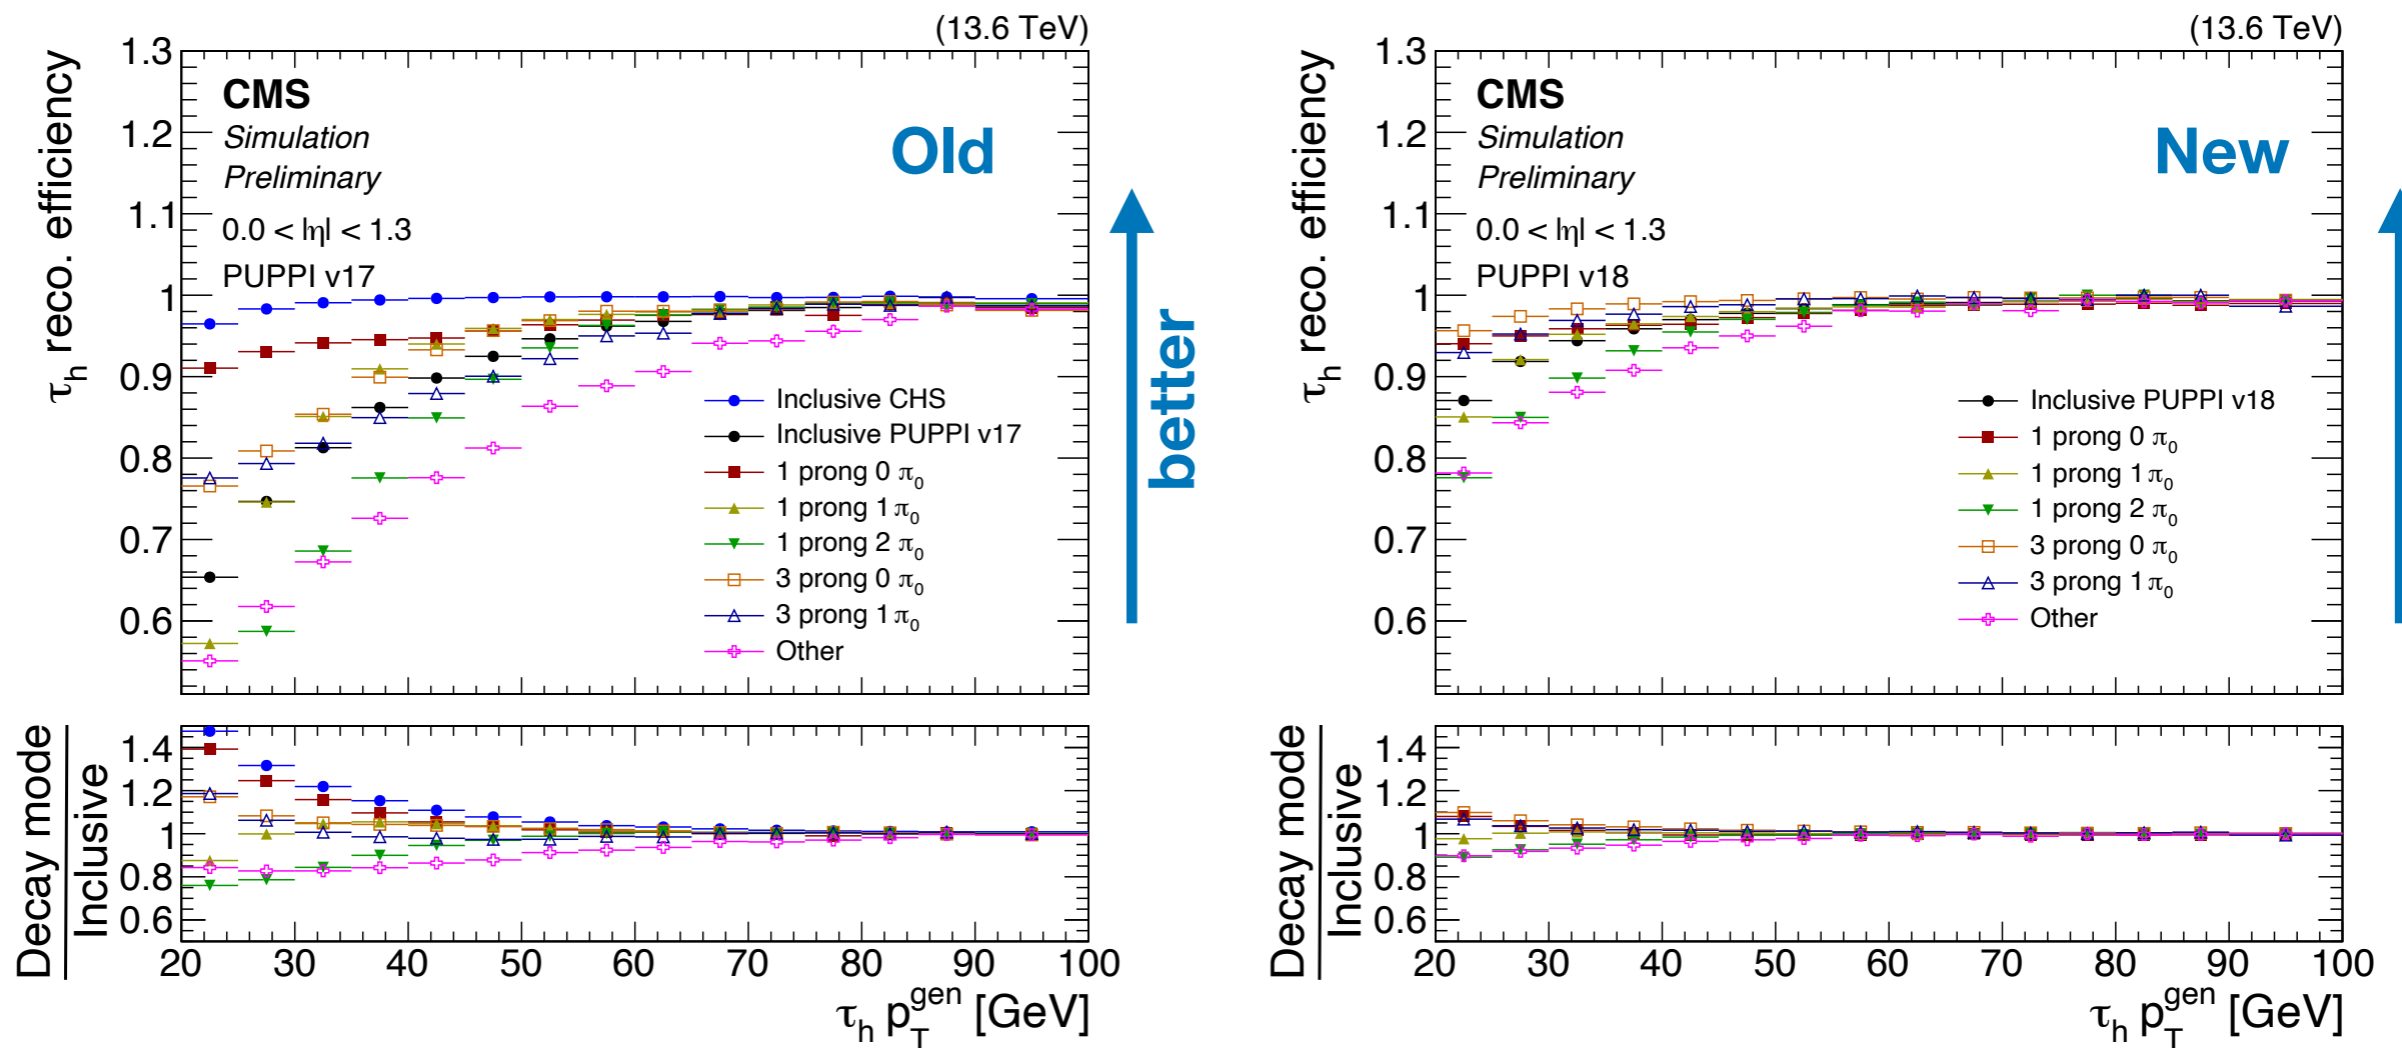 (13.6 TeV)
CMS
Simulation
Preliminary
0.0 < |η| < 1.3
PUPPI v17
Old
τh reco. efficiency
1.3
1.2
1.1
1
0.9
0.8
0.7
0.6
Inclusive CHS
Inclusive PUPPI v17
1 prong 0 π0
1 prong 1 π0
1 prong 2 π0
3 prong 0 π0
3 prong 1 π0
Other
Decay mode
Inclusive
1.4
1.2
1
0.8
0.6
20 30 40 50 60 70 80 90 100
τh pTgen [GeV]
better
(13.6 TeV)
CMS
Simulation
Preliminary
0.0 < |η| < 1.3
PUPPI v18
New
τh reco. efficiency
1.3
1.2
1.1
1
0.9
0.8
0.7
0.6
Inclusive PUPPI v18
1 prong 0 π0
1 prong 1 π0
1 prong 2 π0
3 prong 0 π0
3 prong 1 π0
Other
Decay mode
Inclusive
1.4
1.2
1
0.8
0.6
20 30 40 50 60 70 80 90 100
τh pTgen [GeV]